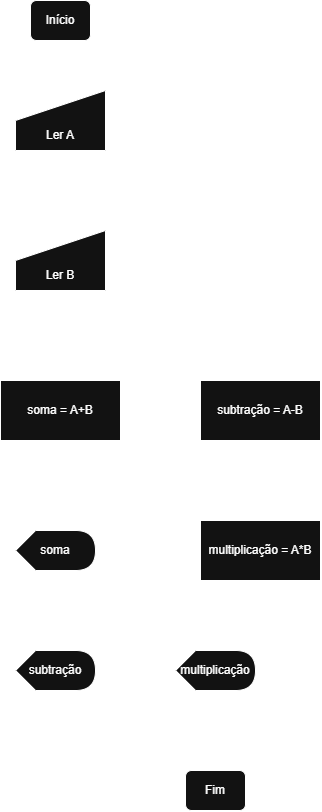 Início
Ler A
Ler B
soma = A+B
subtração = A-B
soma
multiplicação = A*B
subtração
multiplicação
Fim